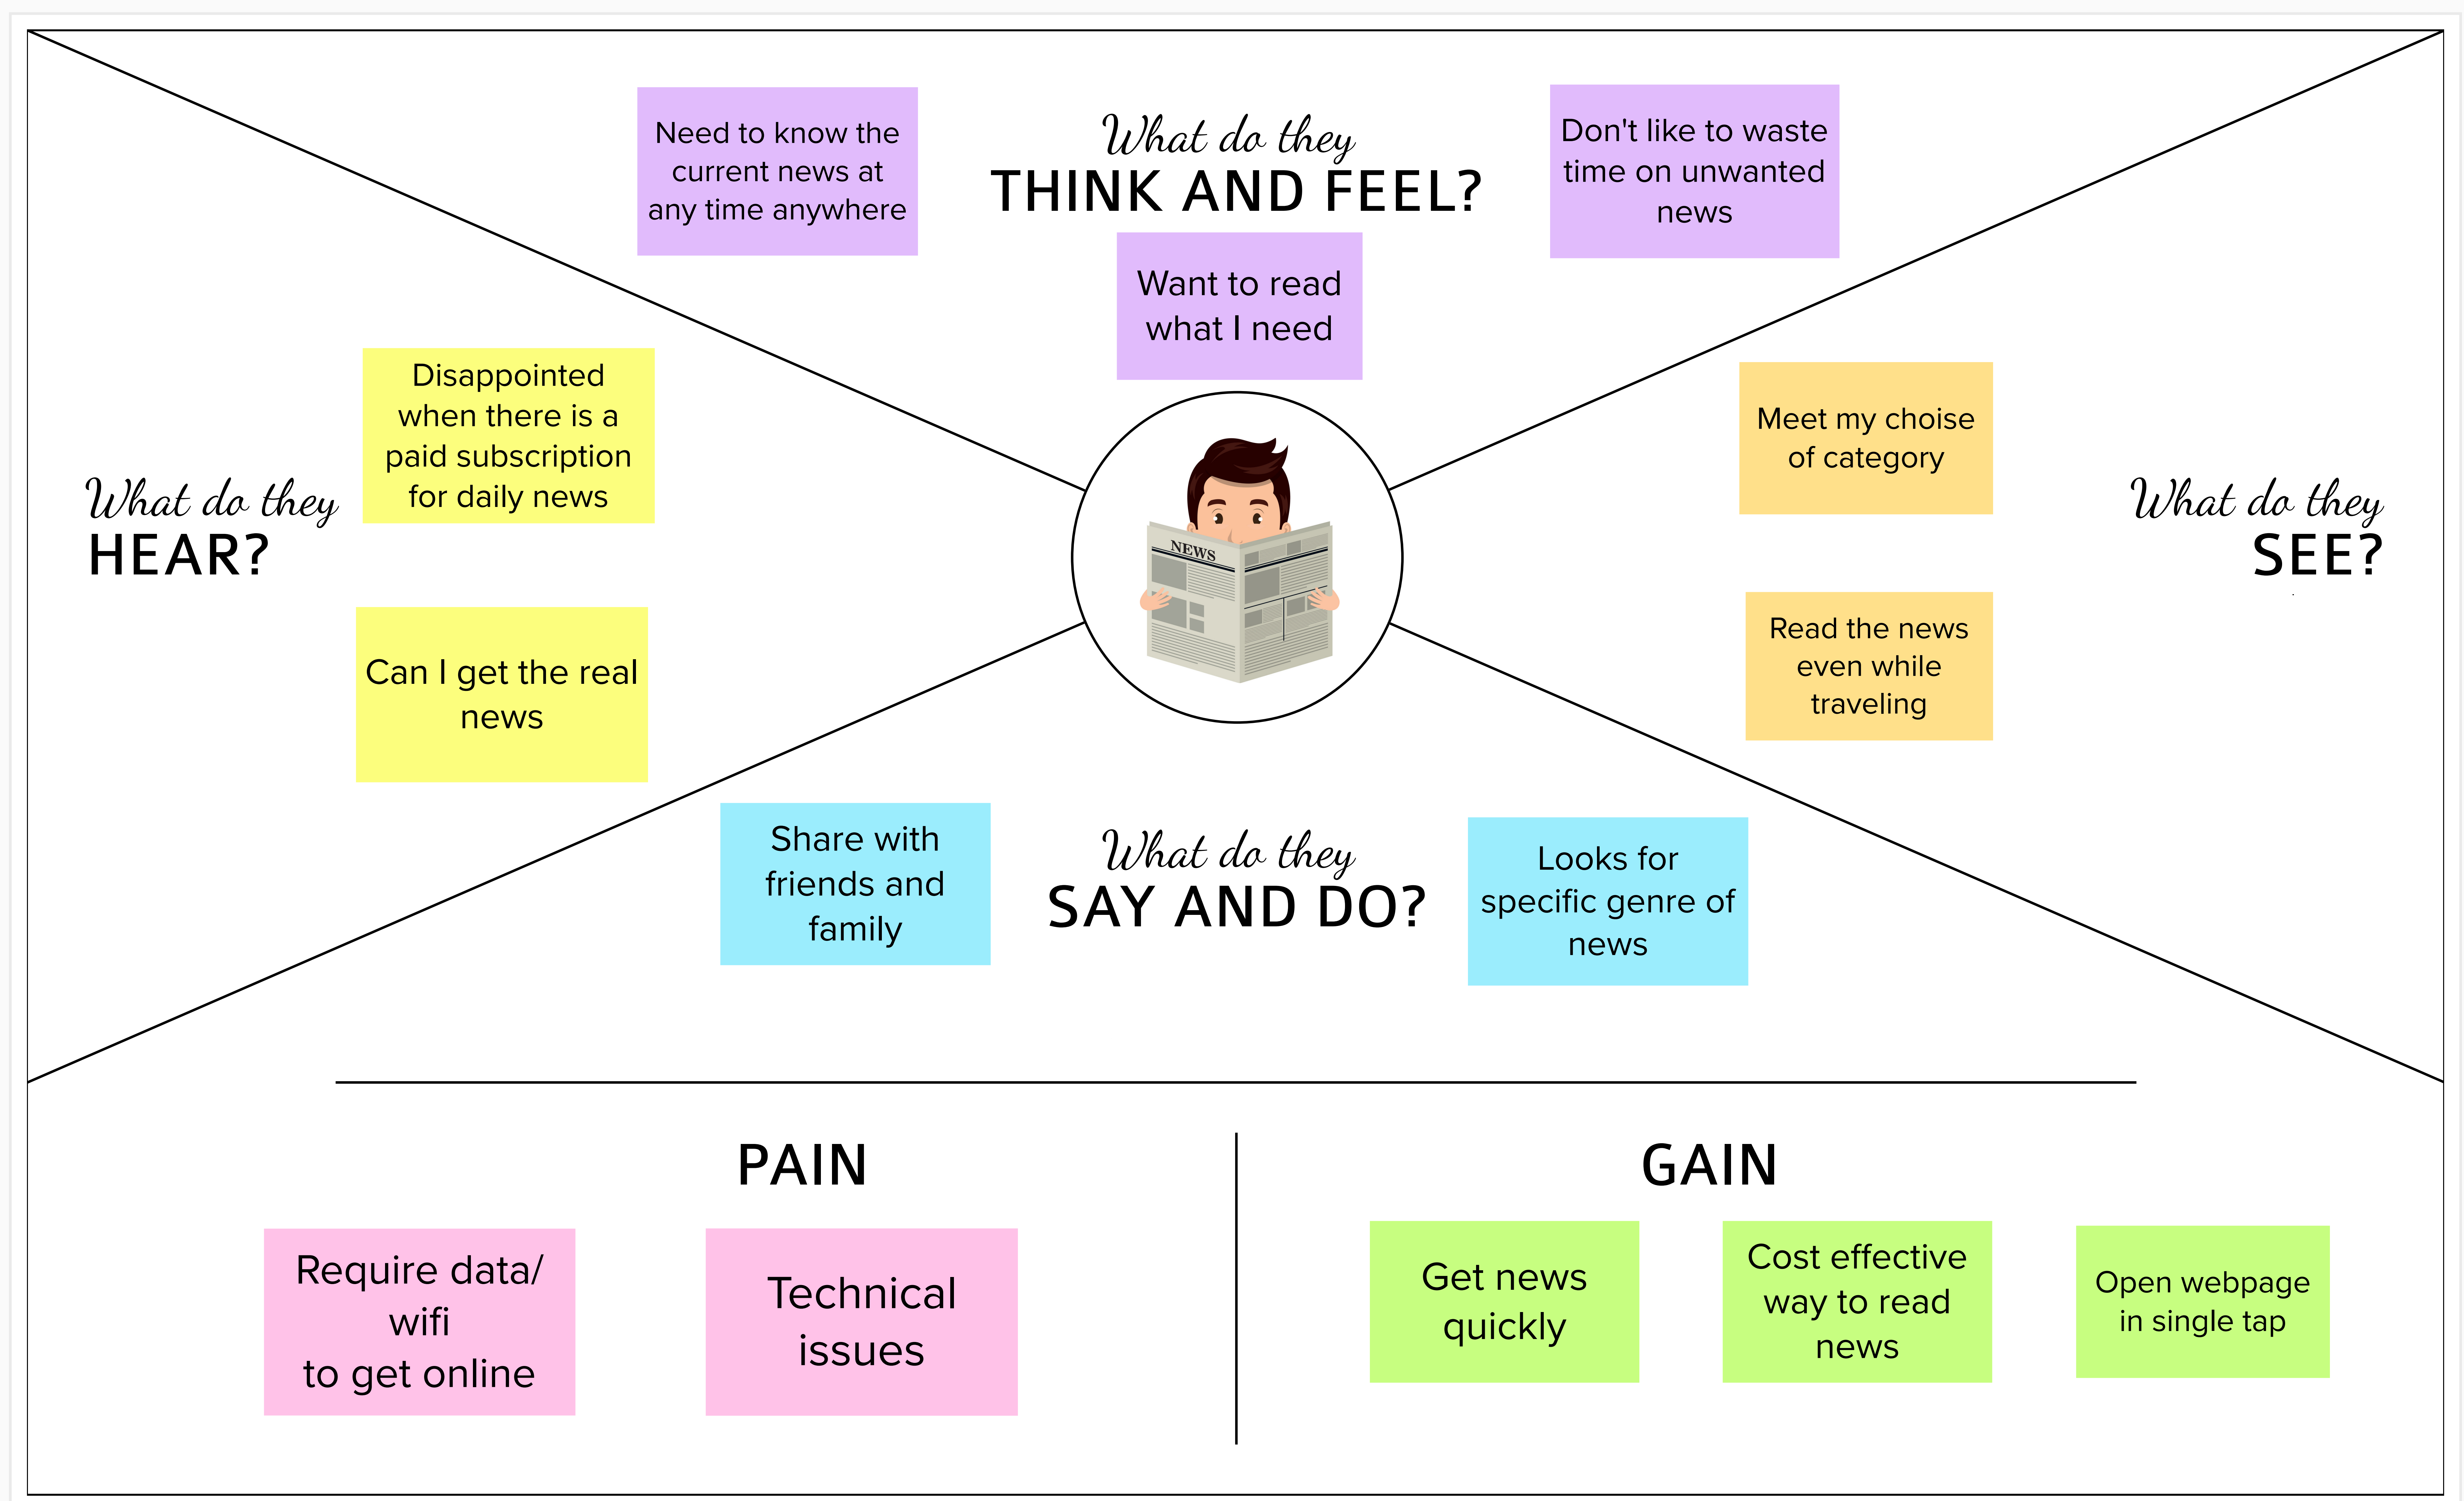 What do they
THINK AND FEEL?
Need to know the
current news at
any time anywhere
Want to read
what I need
Don't like to waste
time on unwanted
news
What do they
HEAR?
Disappointed
when there is a
paid subscription
for daily news
Can I get the real
news
NEWS
What do they
SEE?
Meet my choise
of category
Read the news
even while
traveling
What do they
SAY AND DO?
Share with
friends and
family
Looks for
specific genre of
news
PAIN
Require data/
wifi
to get online
Technical
issues
GAIN
Get news
quickly
Cost effective
way to read
news
Open webpage
in single tap